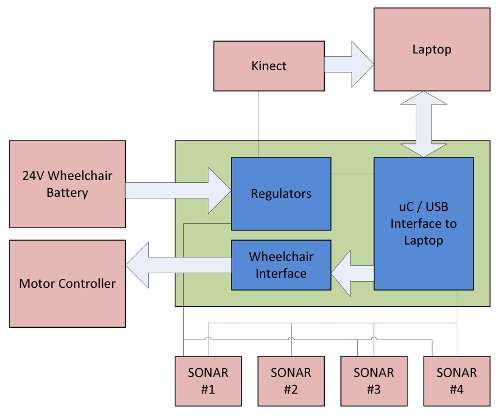 Laptop
Kinect
24V Wheelchair
Battery
Regulators
uC / USB
Interface to
Laptop
Wheelchair
Interface
Motor Controller
SONAR
#1
SONAR
#2
SONAR
#3
SONAR
#4